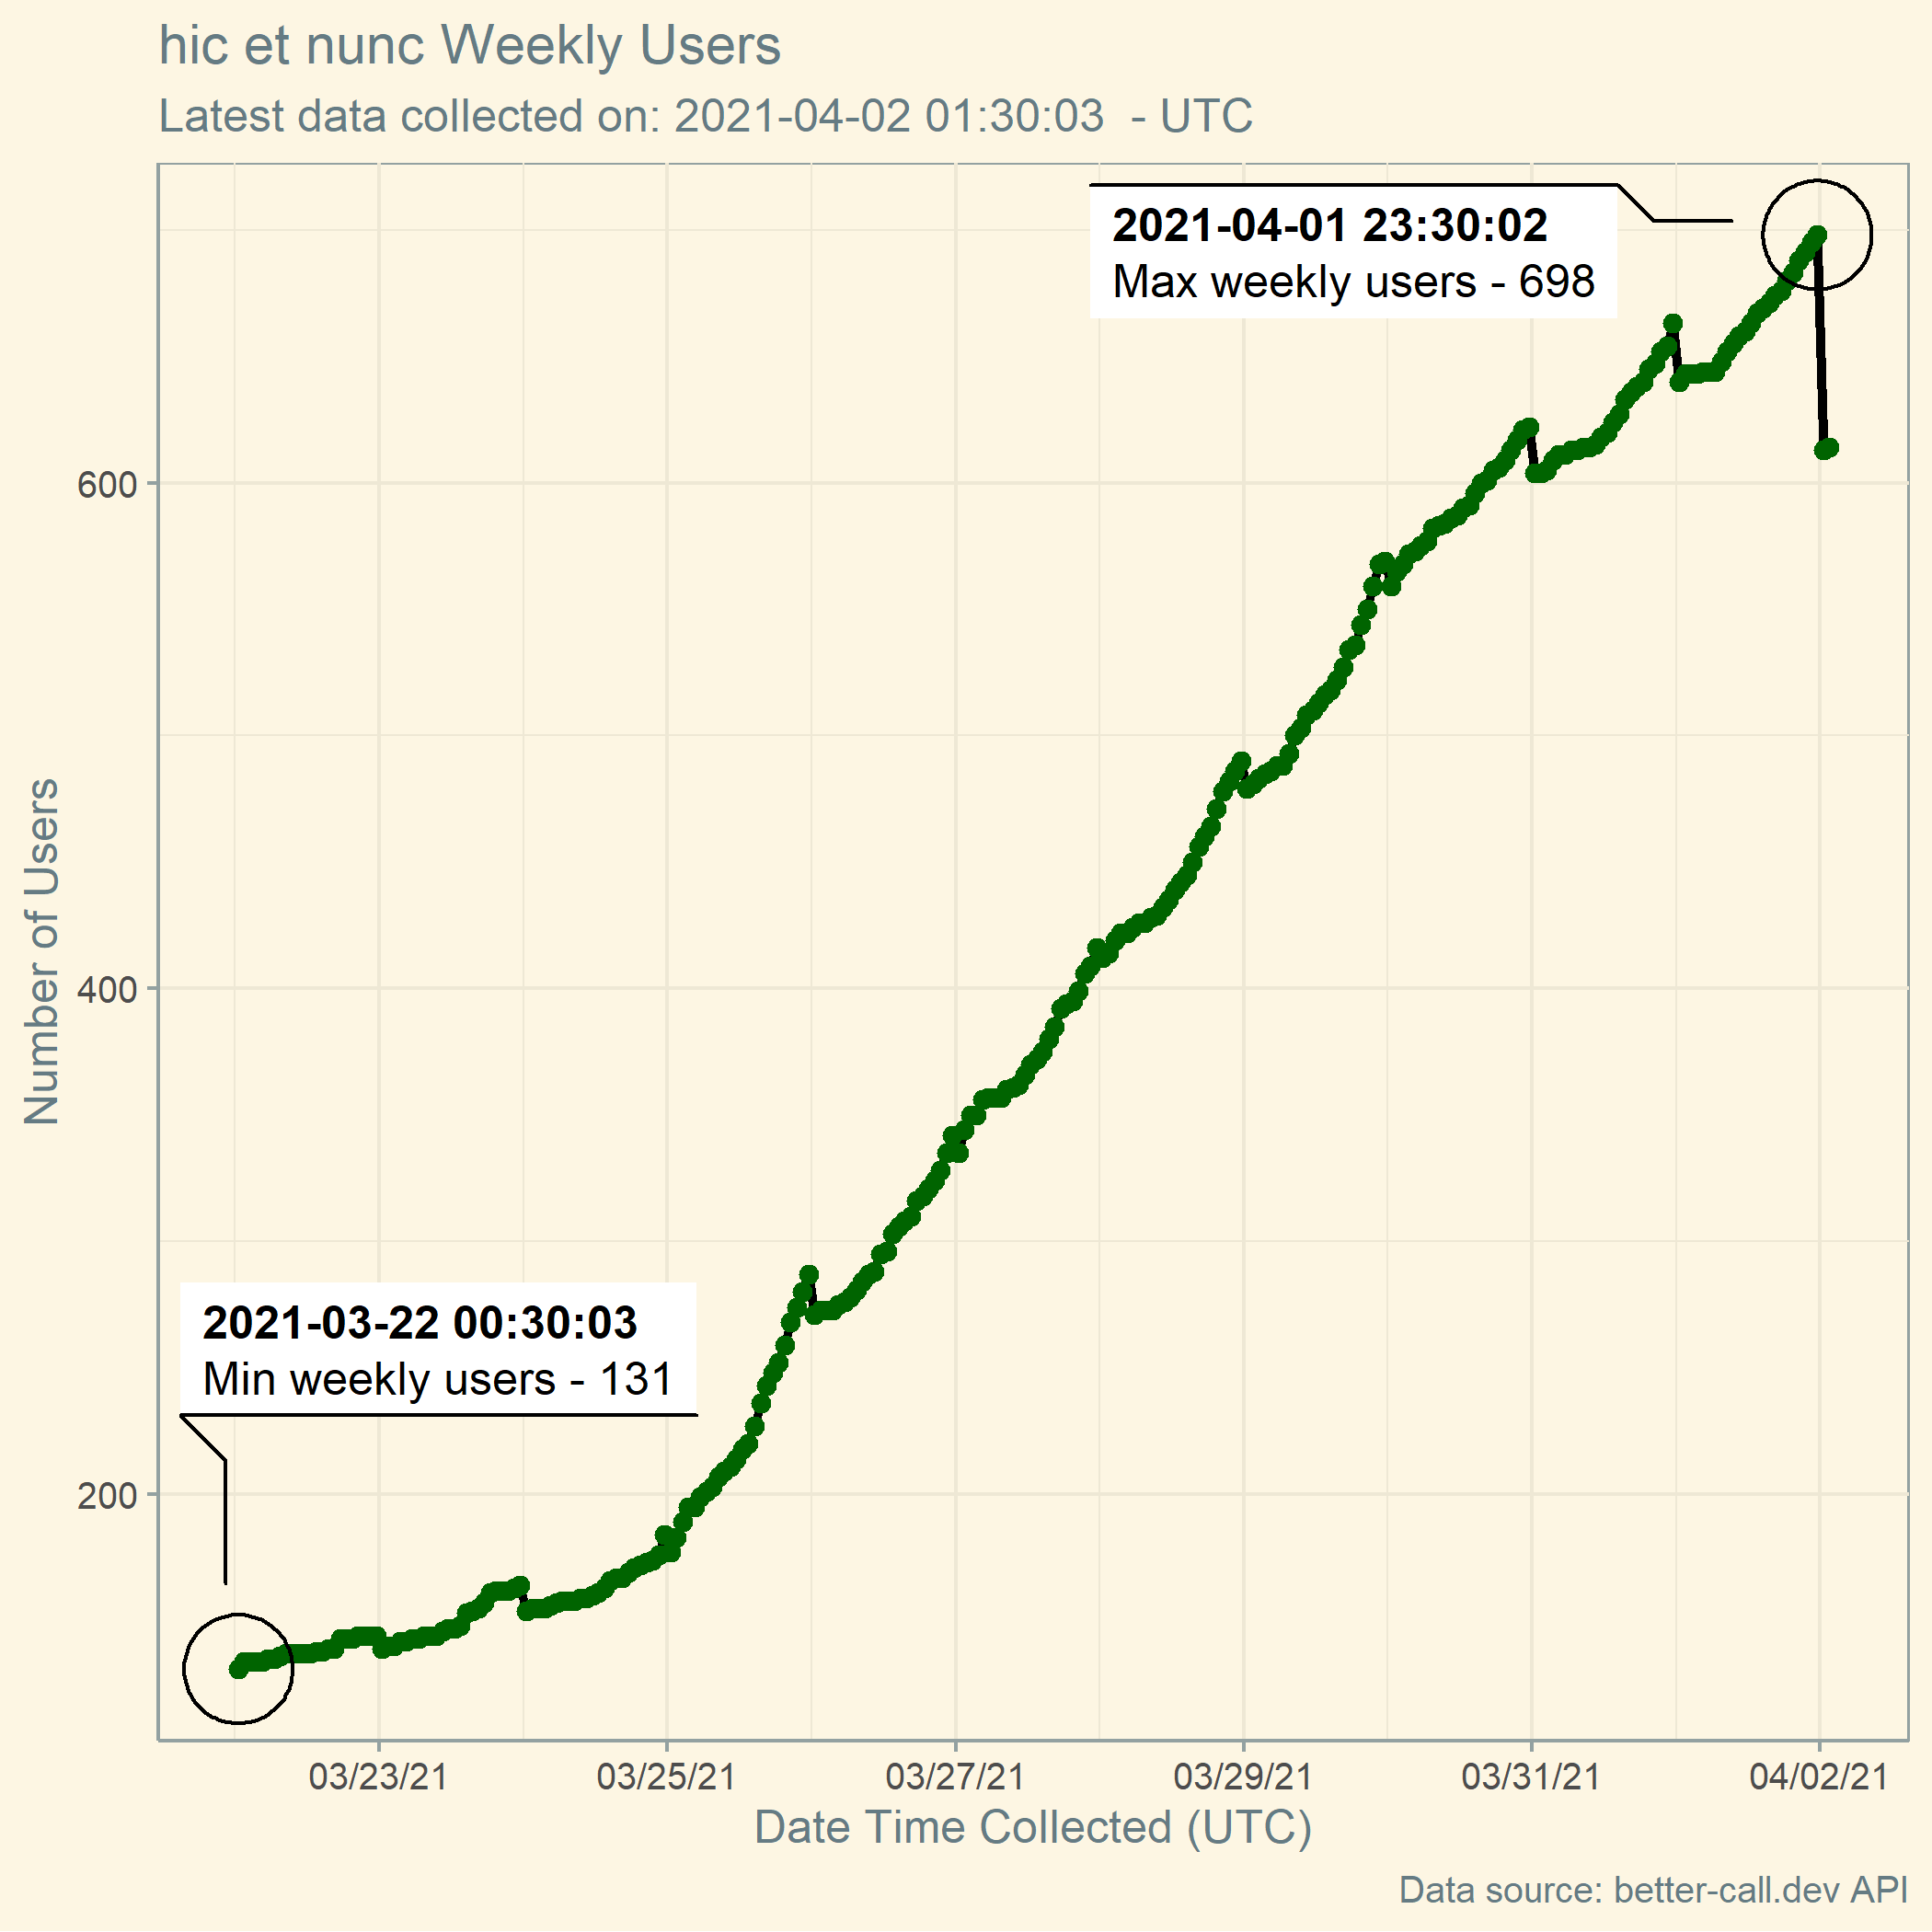 hic et nunc Weekly Users
Latest data collected on: 2021-04-02 01:30:03  - UTC
2021-04-01 23:30:02
Max weekly users - 698
600
Number of Users
400
2021-03-22 00:30:03
Min weekly users - 131
200
03/23/21 03/25/21 03/27/21 03/29/21 03/31/21 04/02/21
Date Time Collected (UTC)
Data source: better-call.dev API